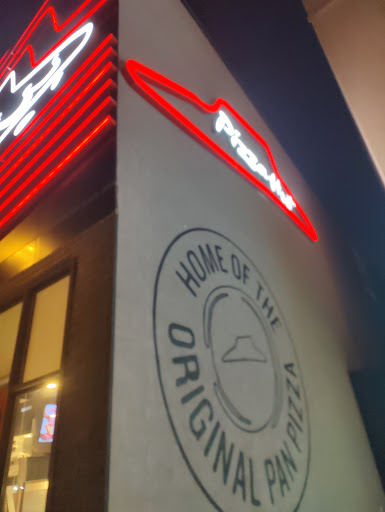 Pizza Hut
HOME OF THE
ORIGINAL PAN PIZZA